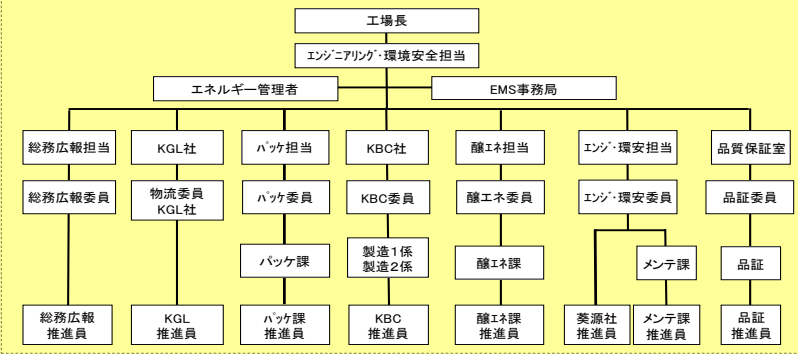 工場長
エンジニアリング・環境安全担当
エネルギー管理者
EMS事務局
総務広報担当
KGL社
パッケ担当
KBC社
醸エネ担当
エンジ・環安担当
品質保証室
総務広報委員
物流委員
KGL社
パッケ委員
KBC委員
醸エネ委員
エンジ・環安委員
品証委員
パッケ課
製造1係
製造2係
醸エネ課
メンテ課
品証
総務広報
推進員
KGL
推進員
パッケ課
推進員
KBC
推進員
醸エネ課
推進員
葵源社
推進員
メンテ課
推進員
品証
推進員